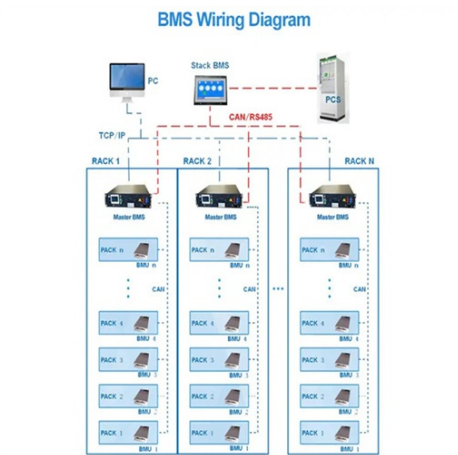 BMS Wiring Diagram
Stack BMS
PC
PCS
CAN/RS485
TCP/IP
RACK 1
RACK 2
RACK N
Master BMS
Master BMS
Master BMS
PACK n
PACK n
PACK n
BMU n
BMU n
BMU n
CAN
CAN
CAN
PACK 4
PACK 4
PACK 4
BMU 4
BMU 4
BMU 4
PACK 3
PACK 3
PACK 3
BMU 3
BMU 3
BMU 3
PACK 2
PACK 2
PACK 2
BMU 2
BMU 2
BMU 2
PACK 1
PACK 1
PACK 1
BMU 1
BMU 1
BMU 1